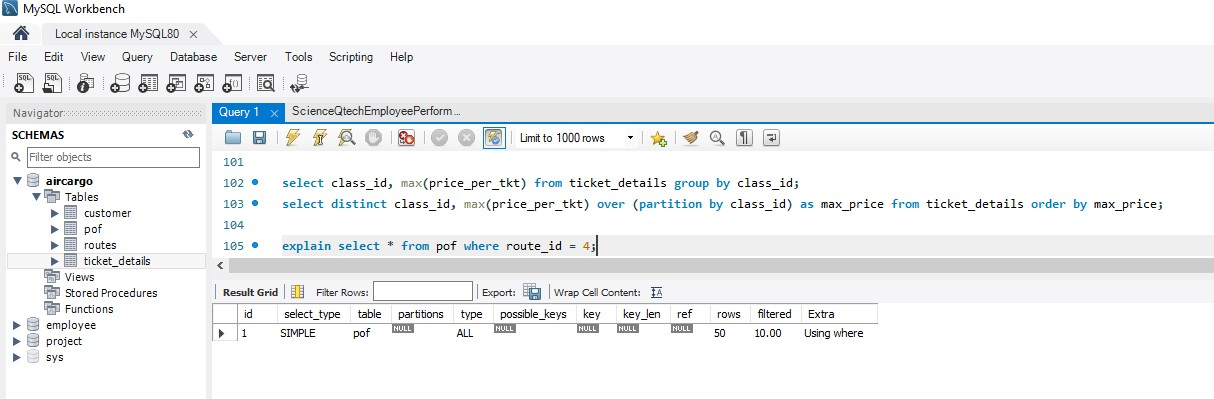 MySQL Workbench
Local instance MySQL80 ×
File Edit View Query Database Server Tools Scripting Help
Navigator
SCHEMAS
Filter objects
aircargo
Tables
customer
pof
routes
ticket_details
Views
Stored Procedures
Functions
employee
project
sys
Query 1 × ScienceQtechEmployeePerform...
Limit to 1000 rows
101
102 select class_id, max(price_per_tkt) from ticket_details group by class_id;
103 select distinct class_id, max(price_per_tkt) over (partition by class_id) as max_price from ticket_details order by max_price;
104
105 explain select * from pof where route_id = 4;
Result Grid Filter Rows: Export: Wrap Cell Content: IA
id select_type table partitions type possible_keys key key_len ref rows filtered Extra
1 SIMPLE pof NULL ALL NULL NULL NULL NULL 50 10.00 Using where